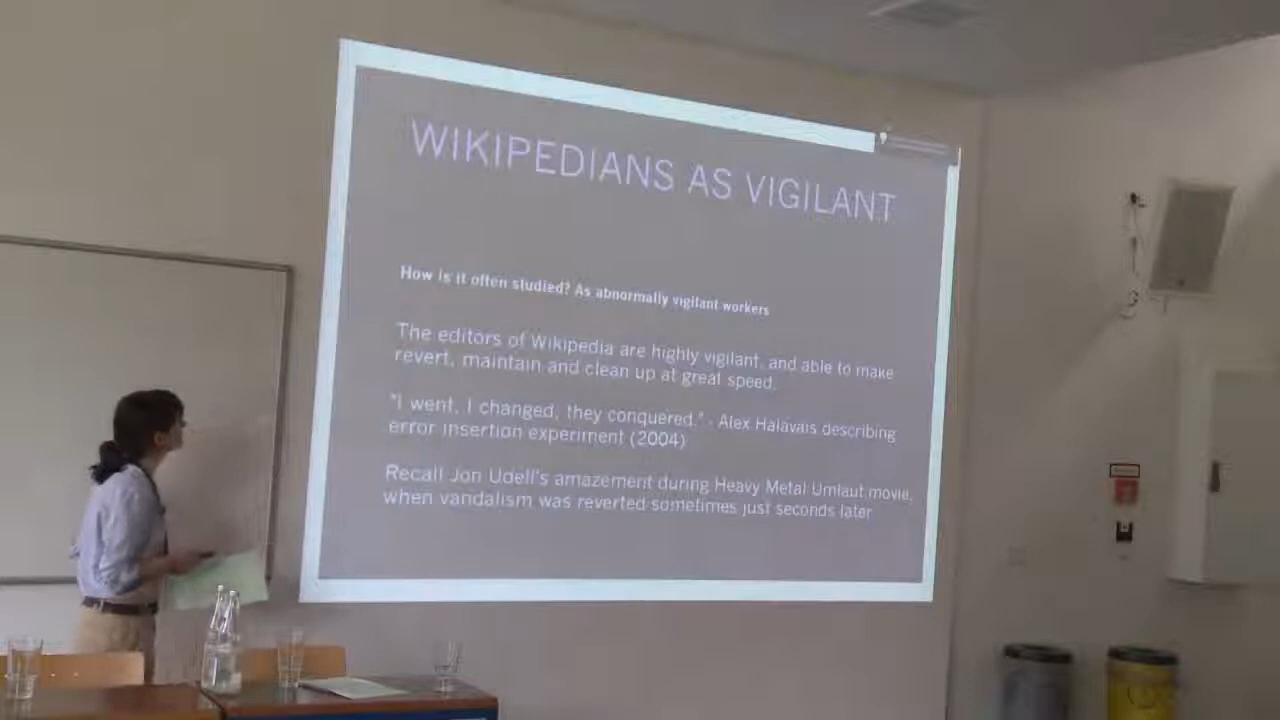 WIKIPEDIANS AS VIGILANT
How is it often studied? As abnormally vigilant workers
The editors of Wikipedia are highly vigilant, and able to make
revert, maintain and clean up at great speed.
"I went, I changed, they conquered." - Alex Halavais describing
error insertion experiment (2004)
Recall Jon Udell's amazement during Heavy Metal Umlaut movie,
when vandalism was reverted sometimes just seconds later